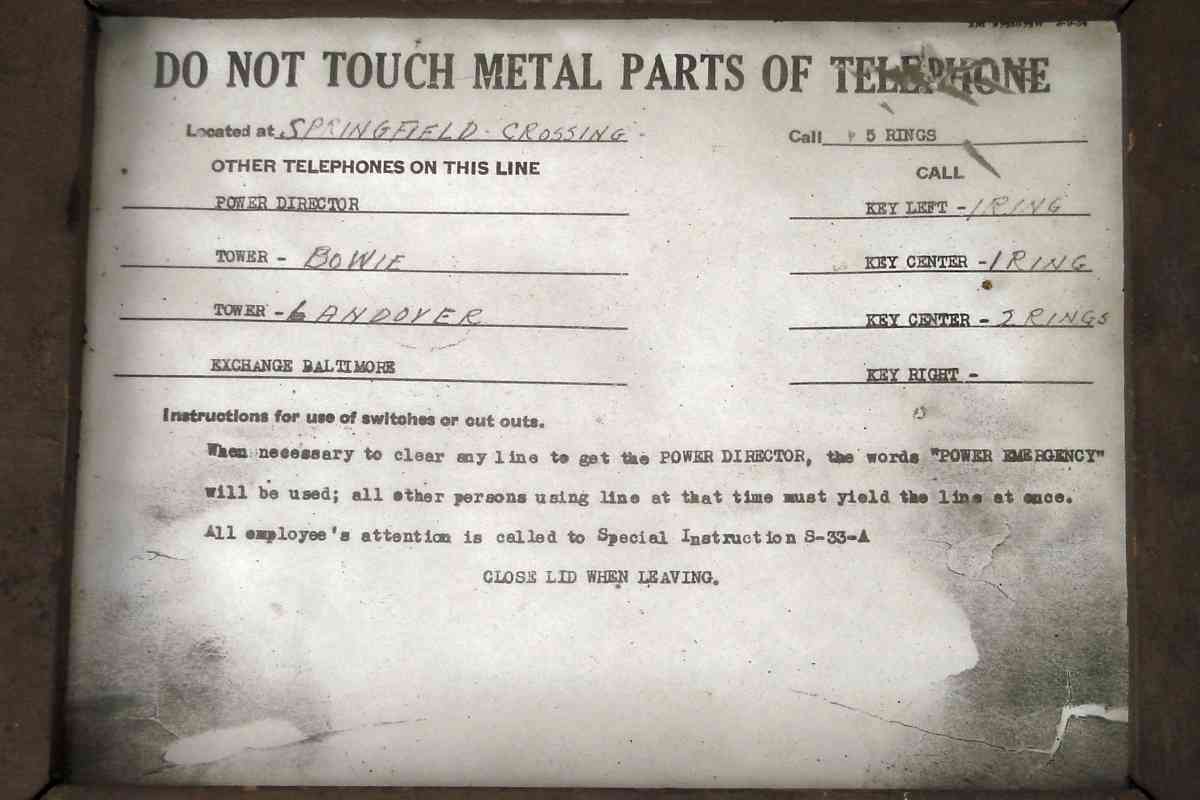 DO NOT TOUCH METAL PARTS OF TELEPHONE
Located at SPRINGFIELD CROSSING Call 5 RINGS
OTHER TELEPHONES ON THIS LINE CALL
POWER DIRECTOR KEY LEFT - 1 RING
TOWER - BOWIE KEY CENTER - 1 RING
TOWER - LANDOVER KEY CENTER - 2 RINGS
EXCHANGE BALTIMORE KEY RIGHT -
Instructions for use of switches or cut outs.
When necessary to clear any line to get the POWER DIRECTOR, the words "POWER EMERGENCY"
will be used; all other persons using line at that time must yield the line at once.
All employee's attention is called to Special Instruction S-33-A
CLOSE LID WHEN LEAVING.